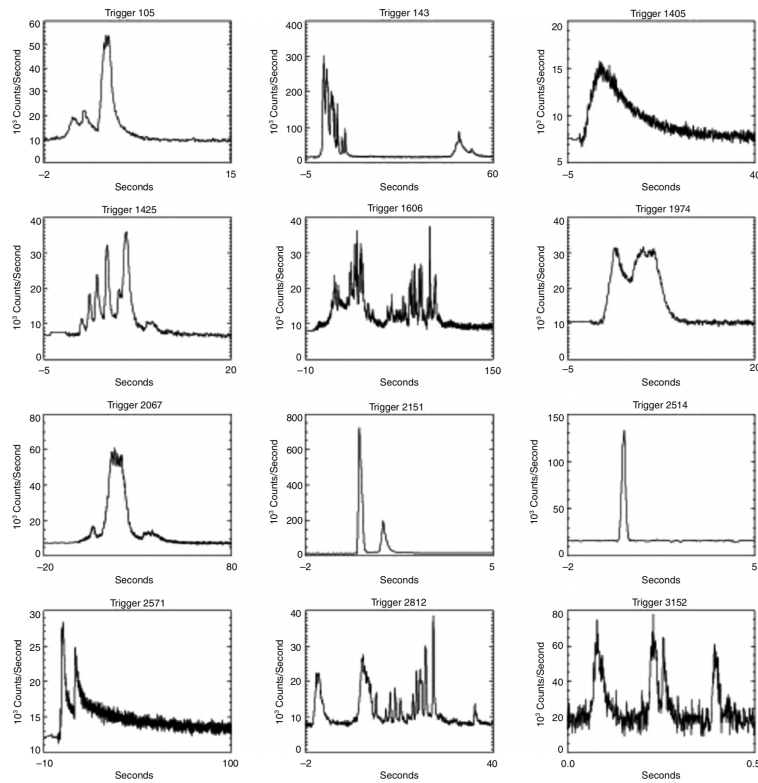 Trigger 105
Trigger 143
Trigger 1405
60
50
40
30
20
10
0
10³ Counts/Second
–2
15
Seconds
400
300
200
100
0
10³ Counts/Second
–5
60
Seconds
20
15
10
5
10³ Counts/Second
–5
40
Seconds
Trigger 1425
Trigger 1606
Trigger 1974
40
30
20
10
0
10³ Counts/Second
–5
20
Seconds
40
30
20
10
0
10³ Counts/Second
–10
150
Seconds
40
30
20
10
0
10³ Counts/Second
–5
20
Seconds
Trigger 2067
Trigger 2151
Trigger 2514
80
60
40
20
0
10³ Counts/Second
–20
80
Seconds
800
600
400
200
0
10³ Counts/Second
–2
5
Seconds
150
100
50
0
10³ Counts/Second
–2
5
Seconds
Trigger 2571
Trigger 2812
Trigger 3152
30
25
20
15
10
10³ Counts/Second
–10
100
Seconds
40
30
20
10
0
10³ Counts/Second
–2
40
Seconds
80
60
40
20
0
10³ Counts/Second
0.0
0.5
Seconds